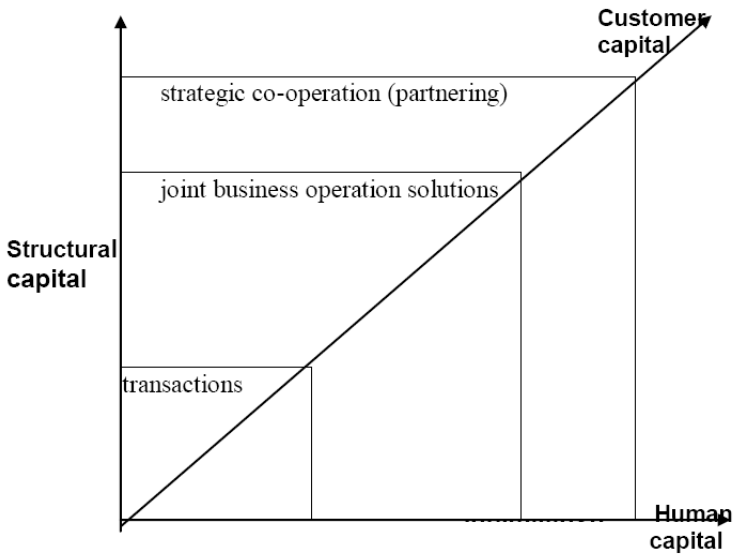 Customer
capital
strategic co-operation (partnering)
joint business operation solutions
Structural
capital
transactions
Human
capital